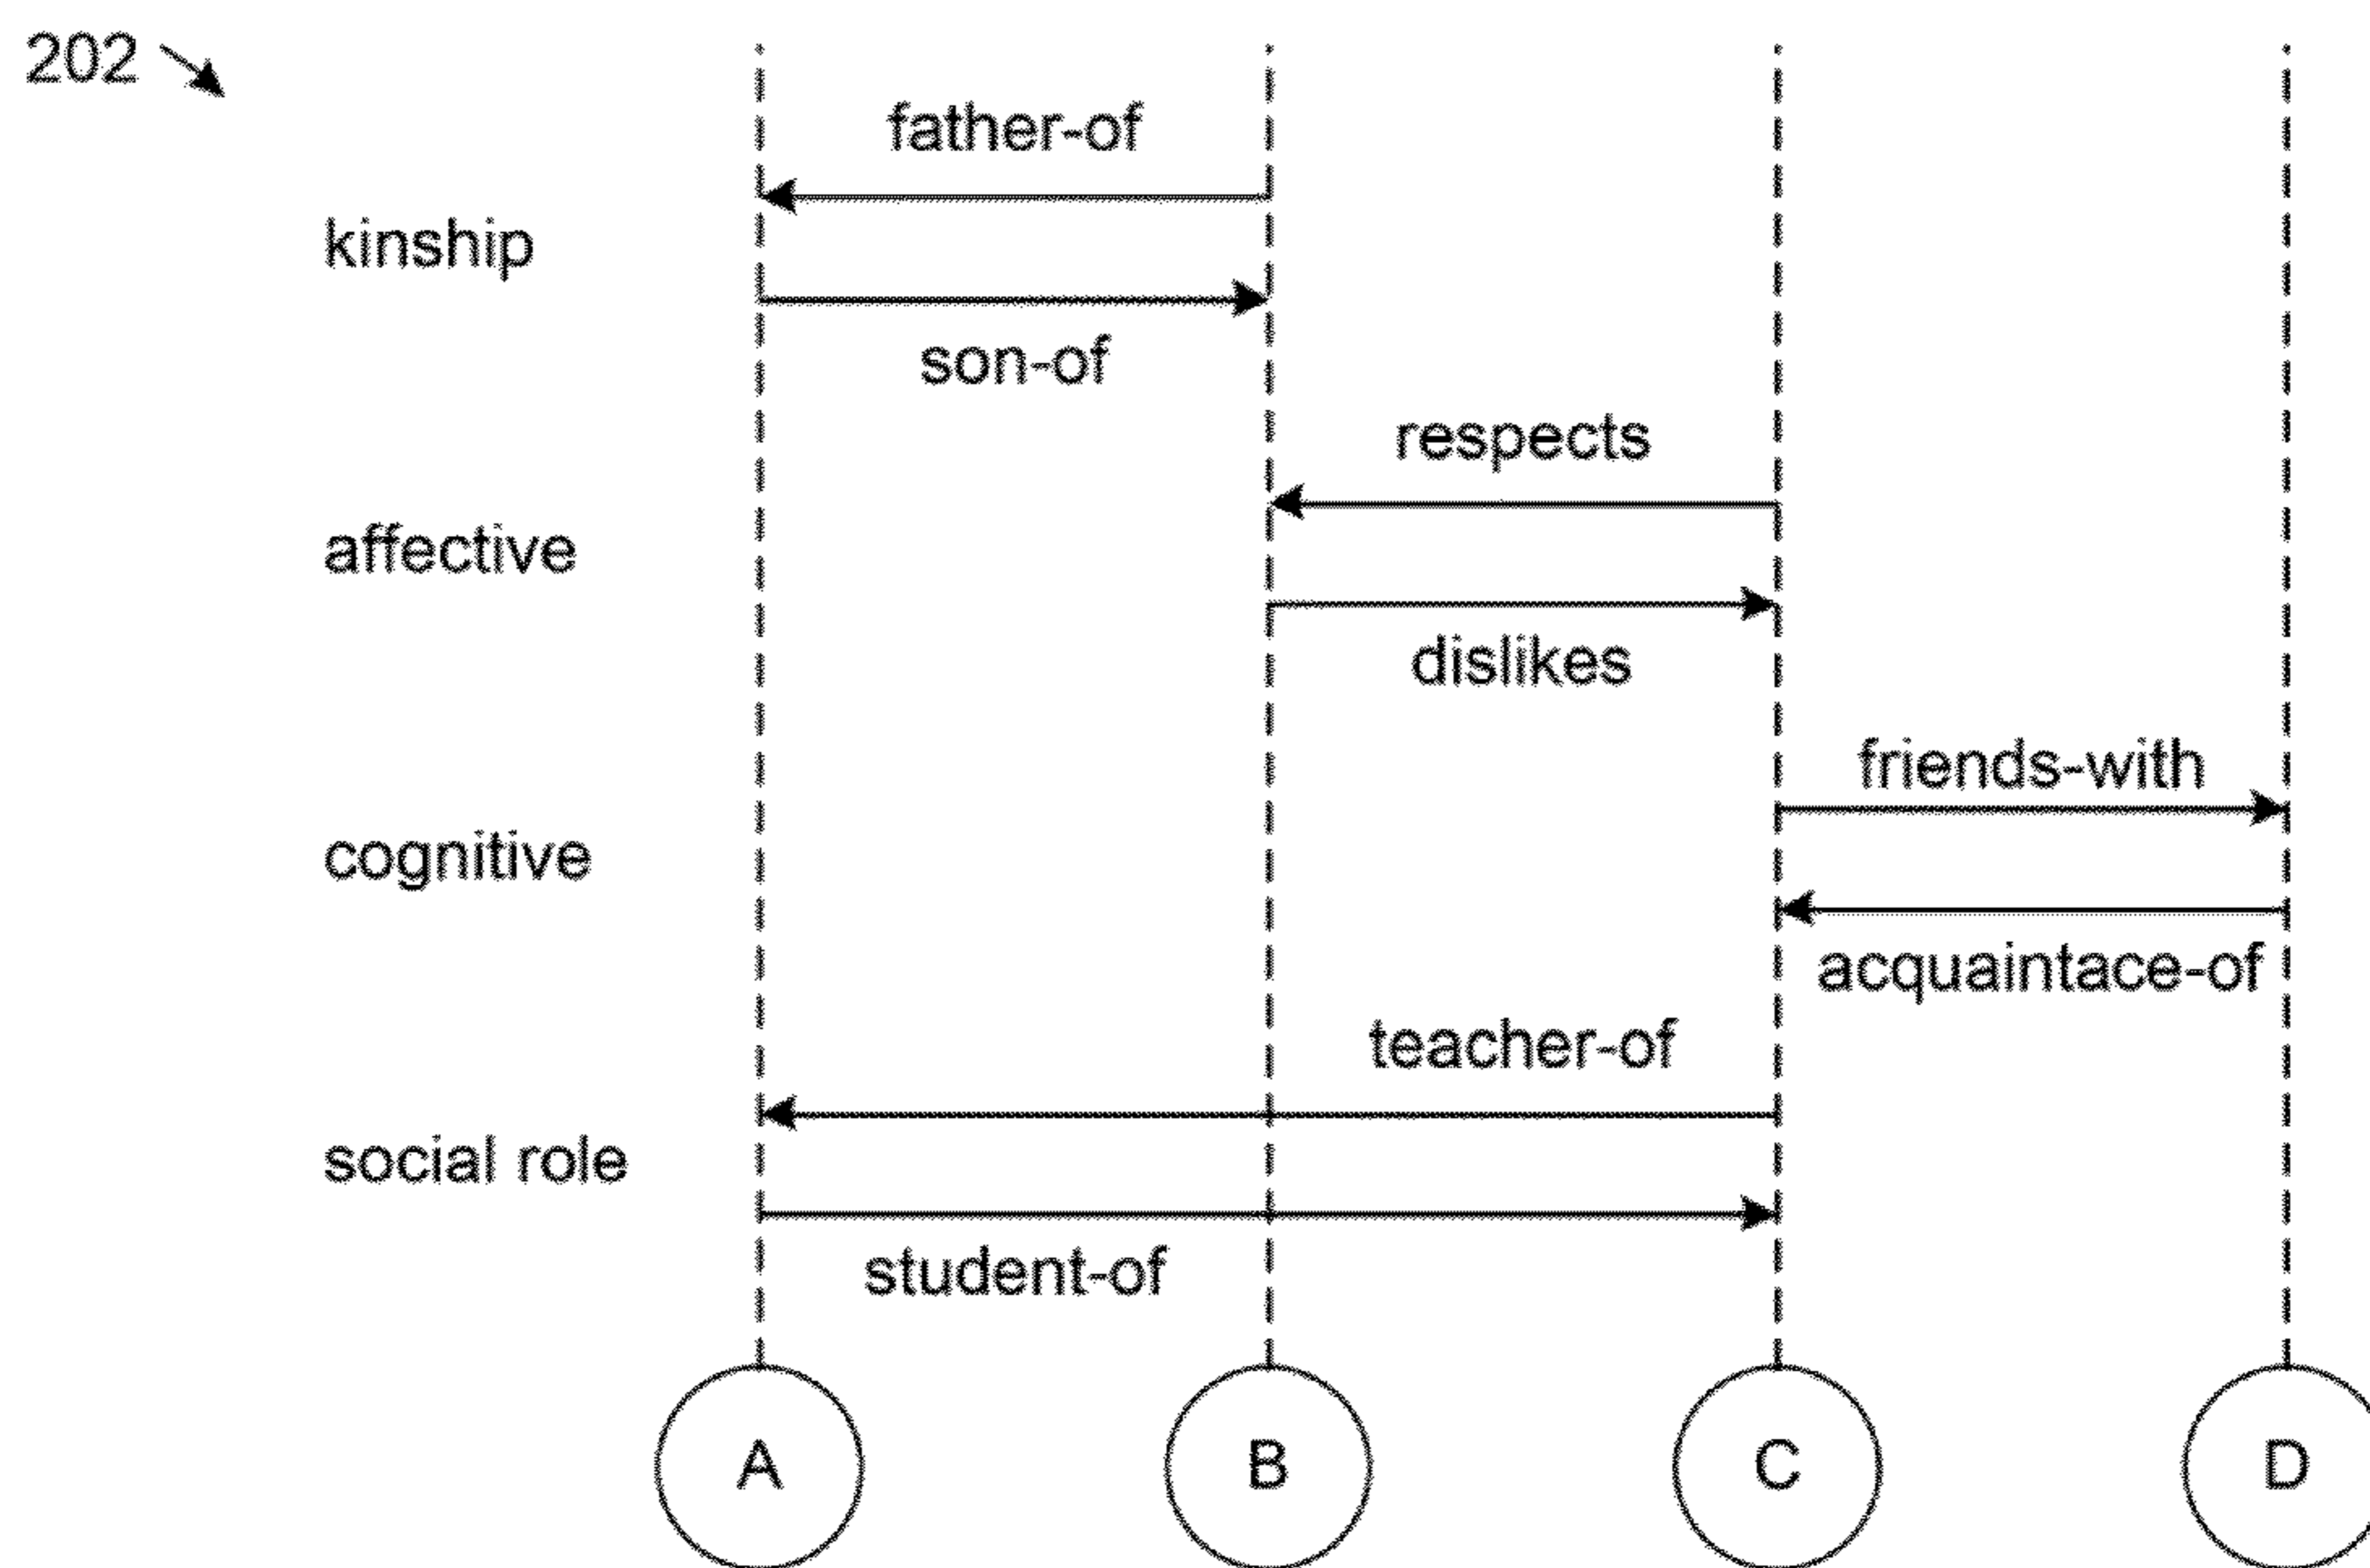 202
father-of
kinship
son-of
respects
affective
dislikes
friends-with
cognitive
acquaintace-of
teacher-of
social role
student-of
A B C D